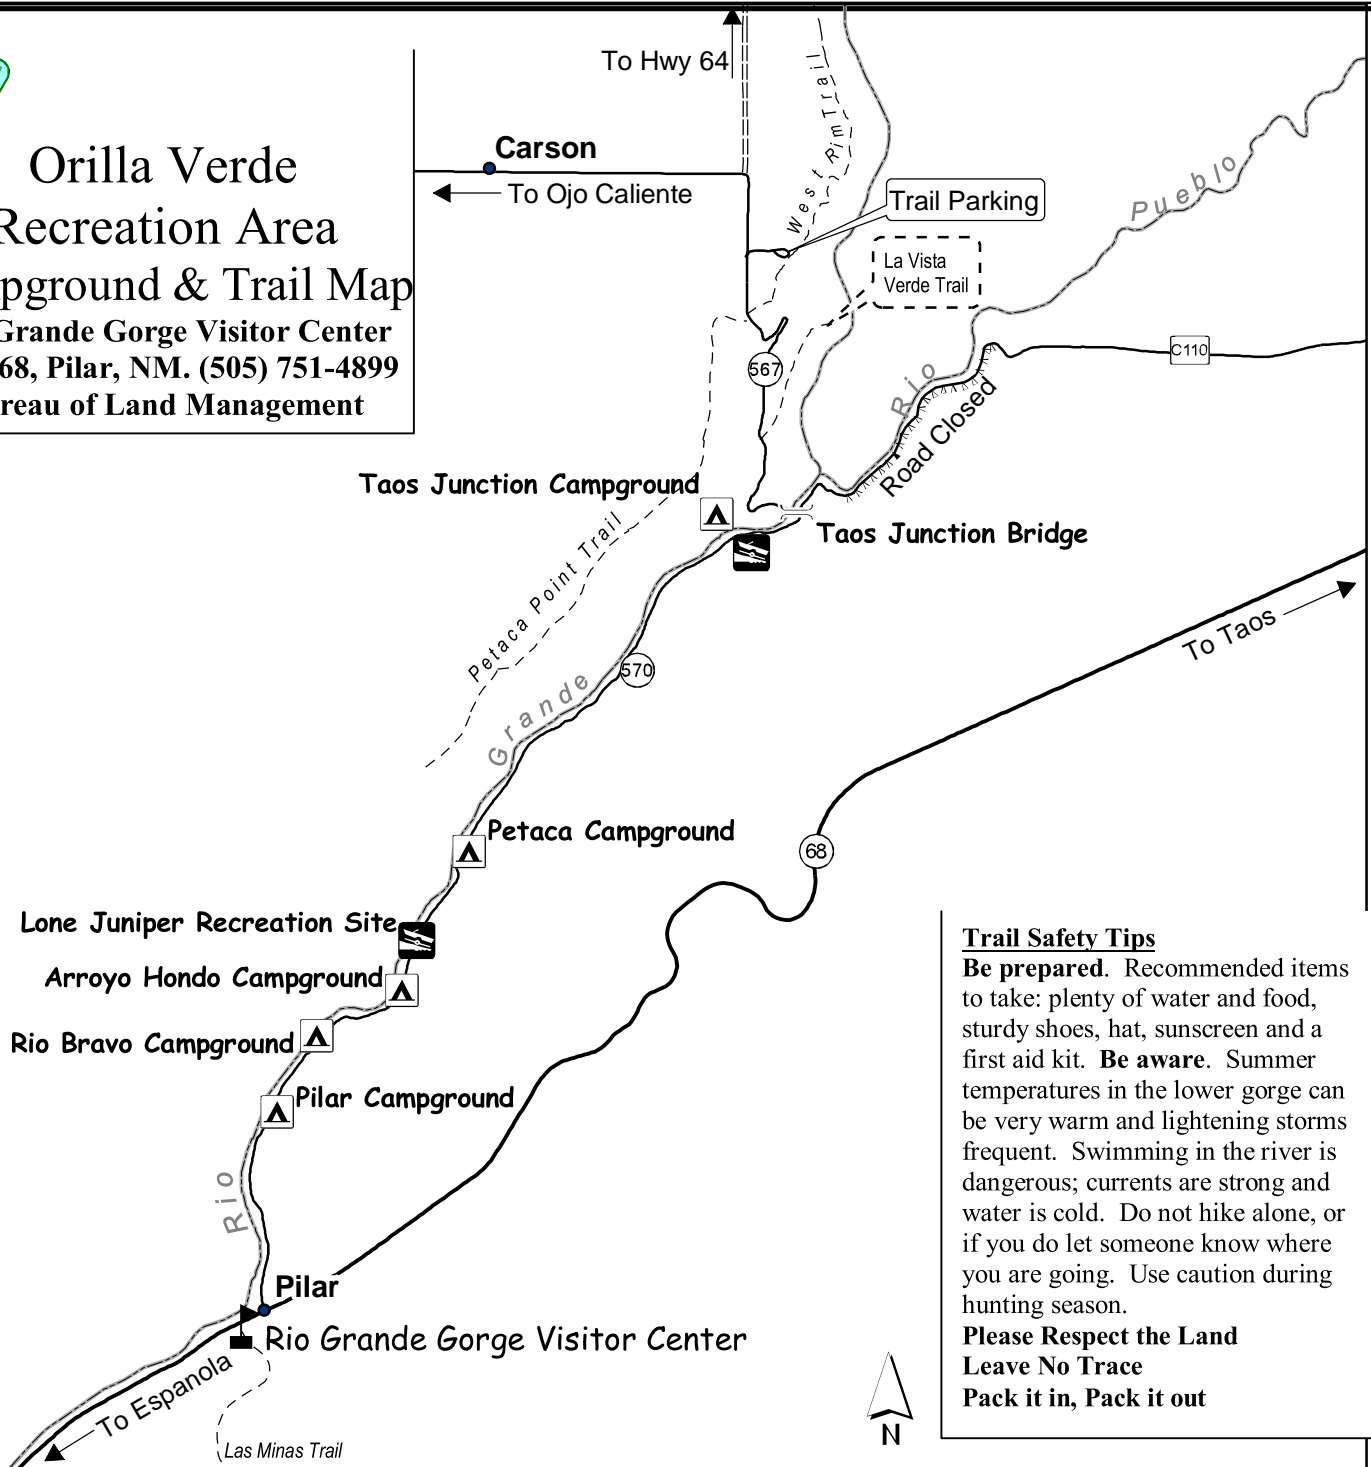 To Hwy 64
West Rim Trail
Orilla Verde
Recreation Area
pground & Trail Map
Grande Gorge Visitor Center
68, Pilar, NM. (505) 751-4899
reau of Land Management
Carson
To Ojo Caliente
Trail Parking
La Vista
Verde Trail
Rio Pueblo
C110
567
Road Closed
Taos Junction Campground
Taos Junction Bridge
Petaca Point Trail
To Taos
570
Rio Grande
Petaca Campground
68
Lone Juniper Recreation Site
Arroyo Hondo Campground
Rio Bravo Campground
Pilar Campground
Pilar
Rio Grande Gorge Visitor Center
To Espanola
Las Minas Trail
N
Trail Safety Tips
Be prepared.  Recommended items
to take: plenty of water and food,
sturdy shoes, hat, sunscreen and a
first aid kit.  Be aware.  Summer
temperatures in the lower gorge can
be very warm and lightening storms
frequent.  Swimming in the river is
dangerous; currents are strong and
water is cold.  Do not hike alone, or
if you do let someone know where
you are going.  Use caution during
hunting season.
Please Respect the Land
Leave No Trace
Pack it in, Pack it out